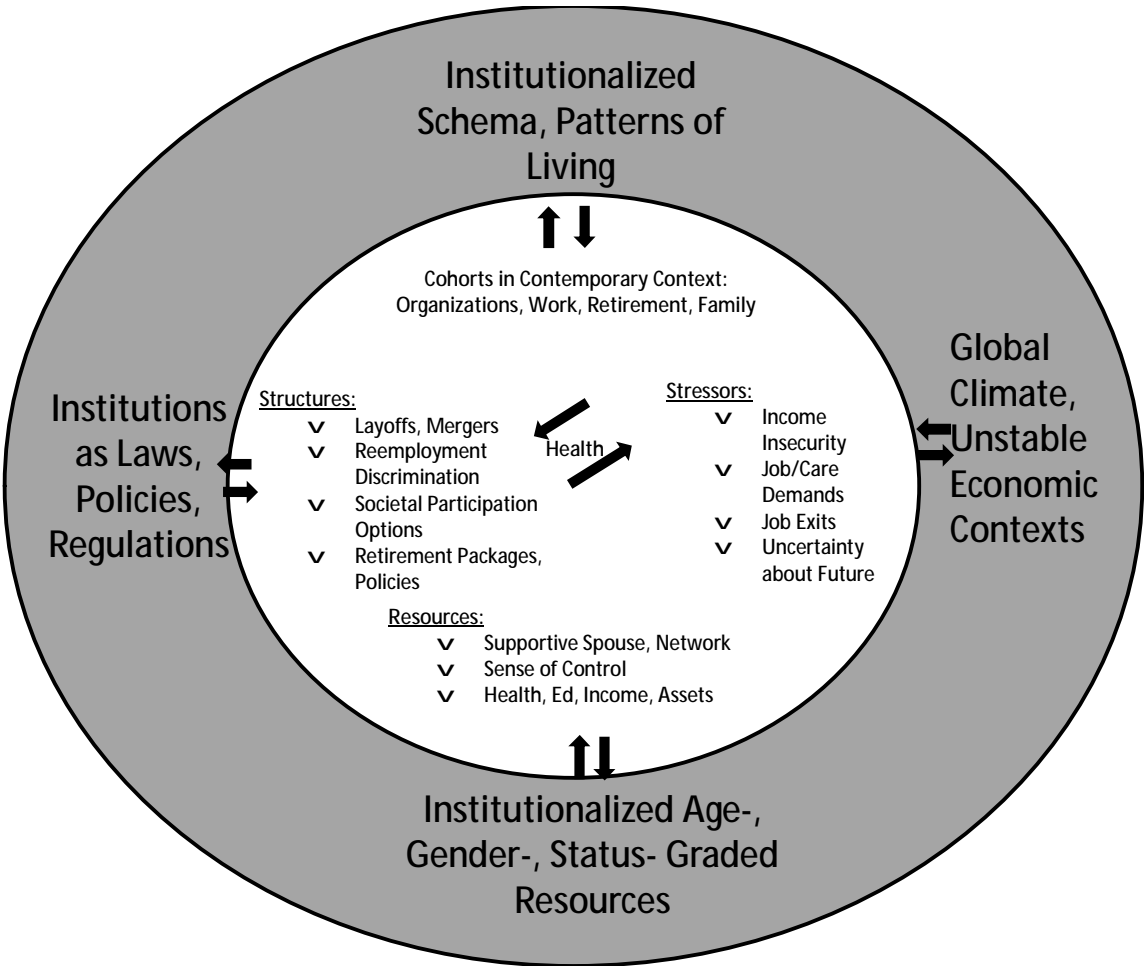 Institutionalized
Schema, Patterns of
Living
Cohorts in Contemporary Context:
Organizations, Work, Retirement, Family
Institutions
as Laws,
Policies,
Regulations
Structures:
v Layoffs, Mergers
v Reemployment
Discrimination
v Societal Participation
Options
v Retirement Packages,
Policies
Health
Stressors:
v Income
Insecurity
v Job/Care
Demands
v Job Exits
v Uncertainty
about Future
Global
Climate,
Unstable
Economic
Contexts
Resources:
v Supportive Spouse, Network
v Sense of Control
v Health, Ed, Income, Assets
Institutionalized Age-,
Gender-, Status- Graded
Resources